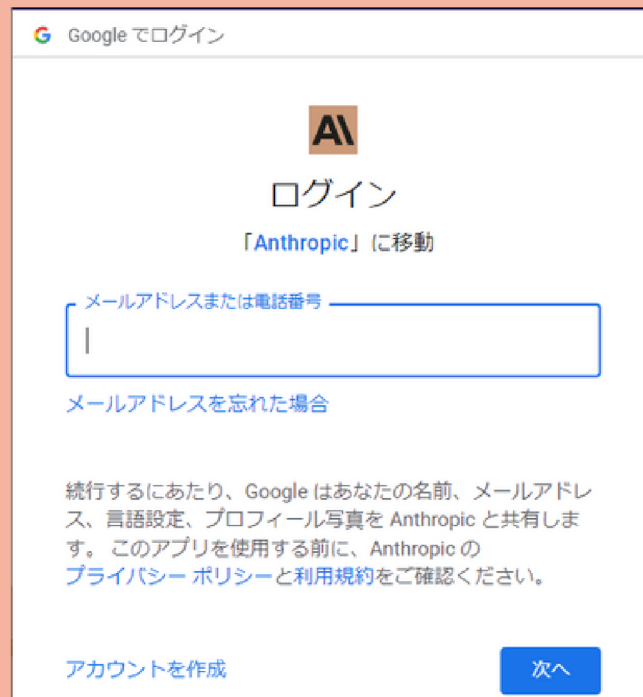 Google でログイン
ログイン
「Anthropic」に移動
メールアドレスまたは電話番号
メールアドレスを忘れた場合
続行するにあたり、Google はあなたの名前、メールアドレ
ス、言語設定、プロフィール写真を Anthropic と共有しま
す。 このアプリを使用する前に、Anthropic の
プライバシー ポリシーと利用規約をご確認ください。
アカウントを作成
次へ